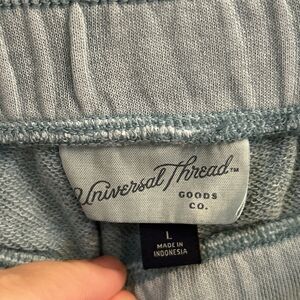 Universal Thread™
GOODS
CO.
L
MADE IN
INDONESIA